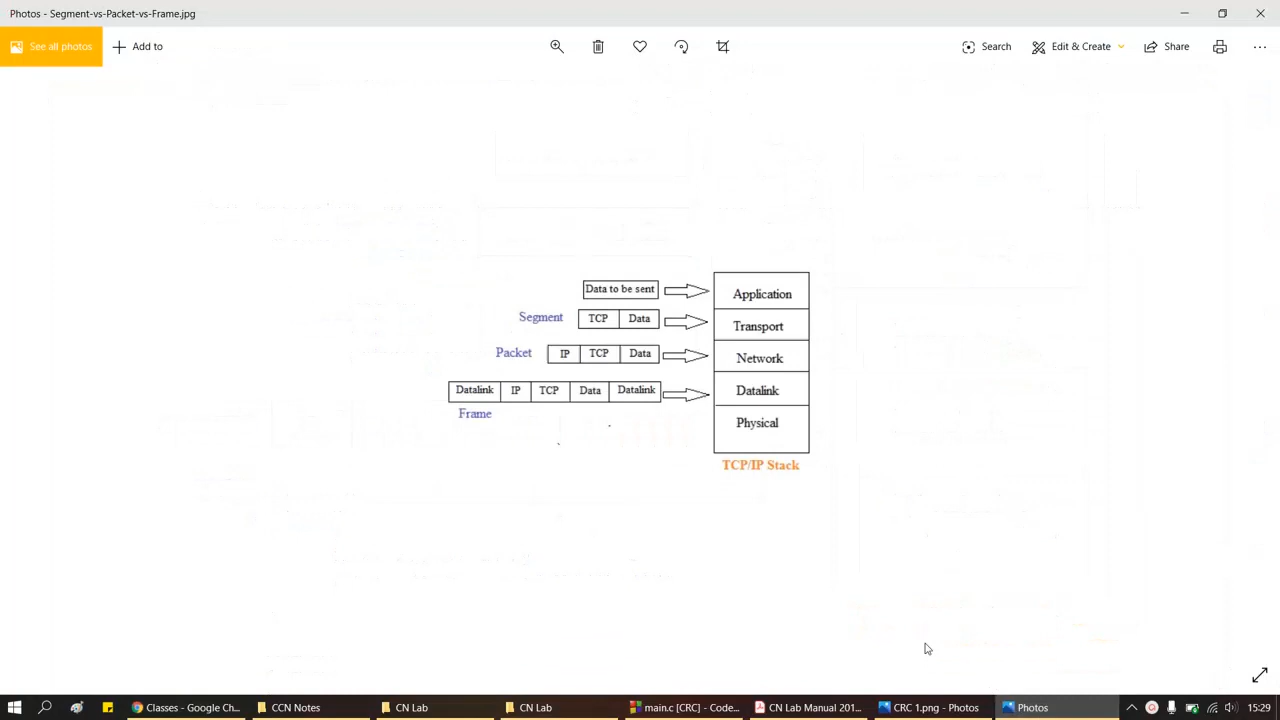 Photos - Segment-vs-Packet-vs-Frame.jpg
See all photos
Add to
Search
Edit & Create
Share
Data to be sent
Application
Segment
TCP
Data
Transport
Packet
IP
TCP
Data
Network
Datalink
IP
TCP
Data
Datalink
Datalink
Frame
Physical
TCP/IP Stack
Classes - Google Ch...
CCN Notes
CN Lab
CN Lab
main.c [CRC] - Code...
CN Lab Manual 201...
CRC 1.png - Photos
Photos
15:29